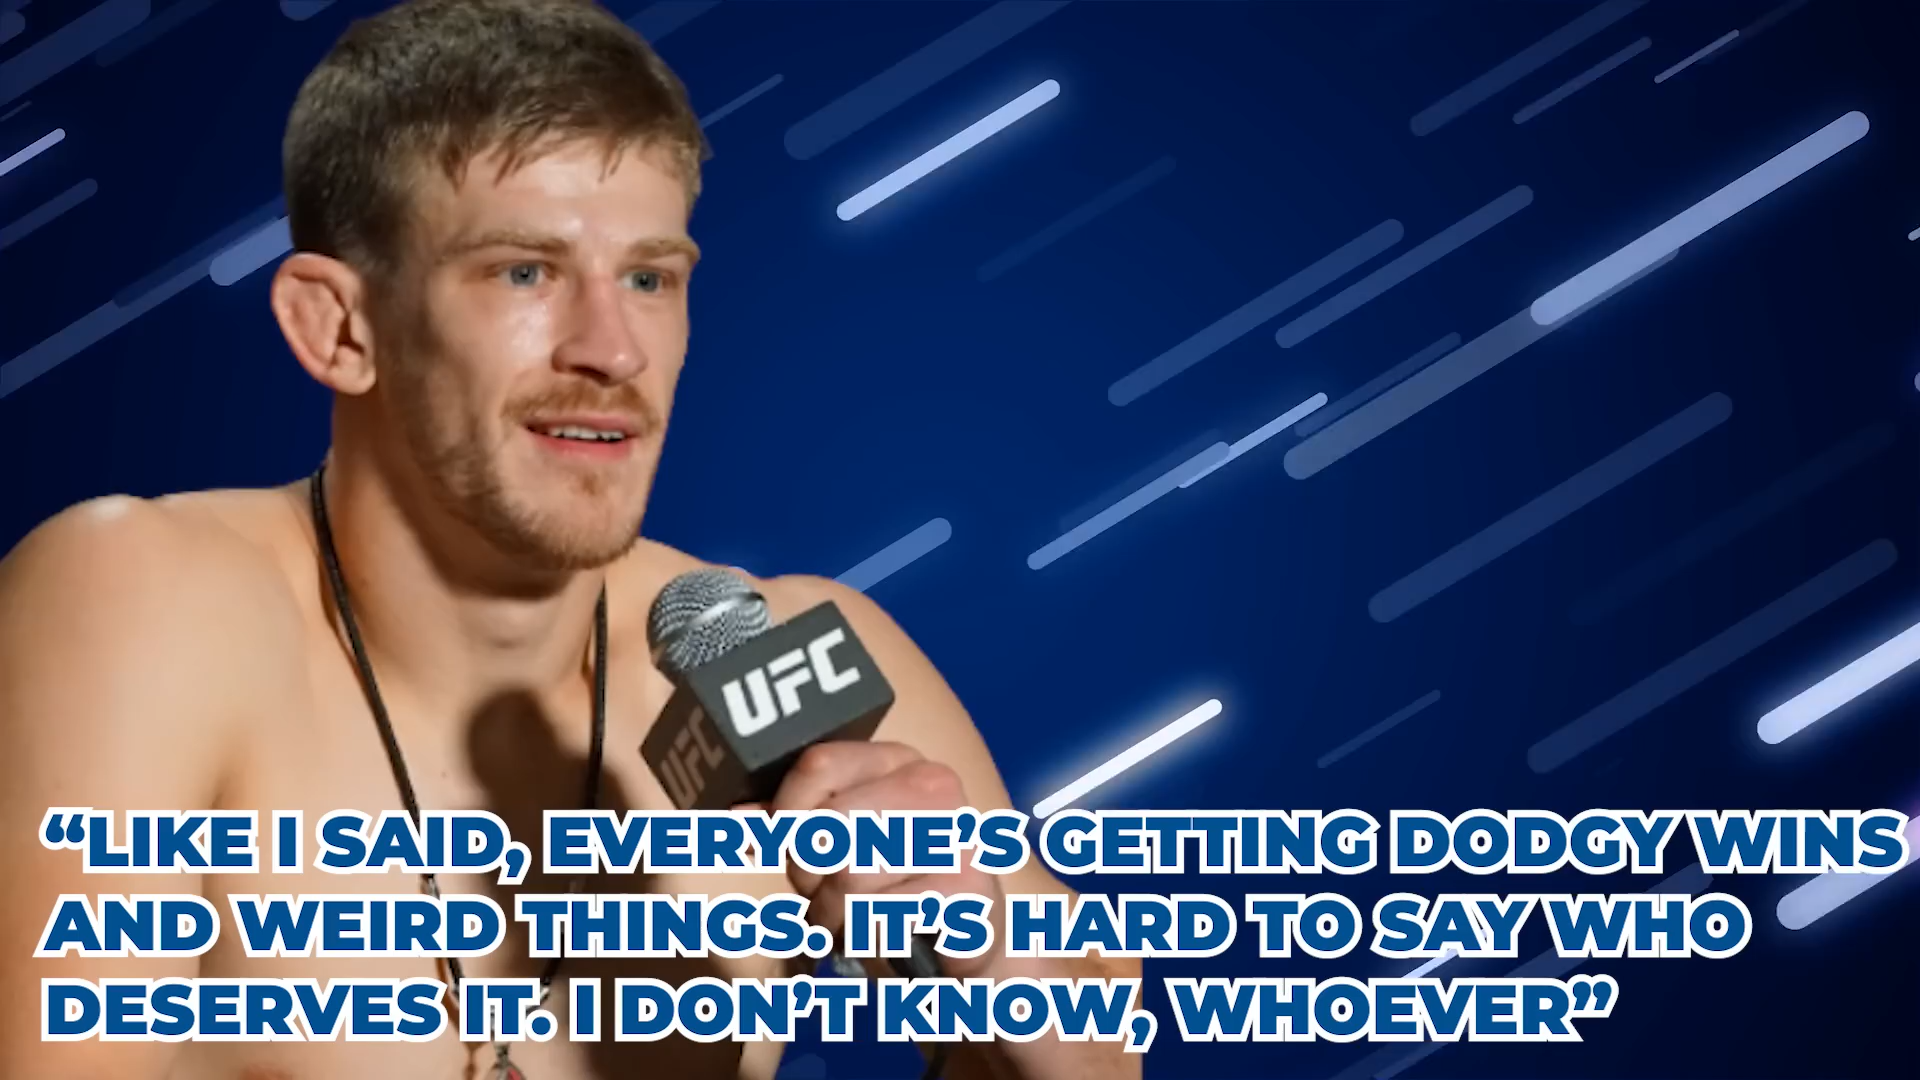 UFC
UFC
“LIKE I SAID, EVERYONE’S GETTING DODGY WINS
AND WEIRD THINGS. IT’S HARD TO SAY WHO
DESERVES IT. I DON’T KNOW, WHOEVER”